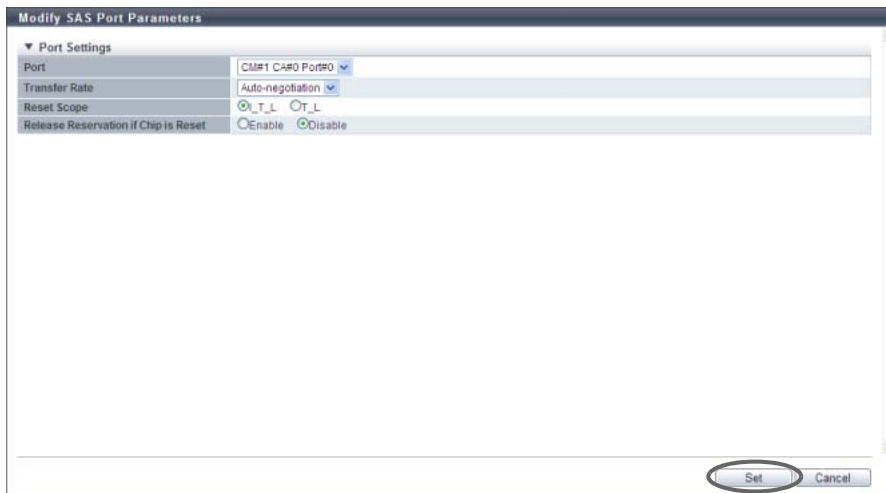 Modify SAS Port Parameters
▼ Port Settings
Port CM#1 CA#0 Port#0
Transfer Rate Auto-negotiation
Reset Scope I_T_L T_L
Release Reservation if Chip is Reset Enable Disable
Set Cancel